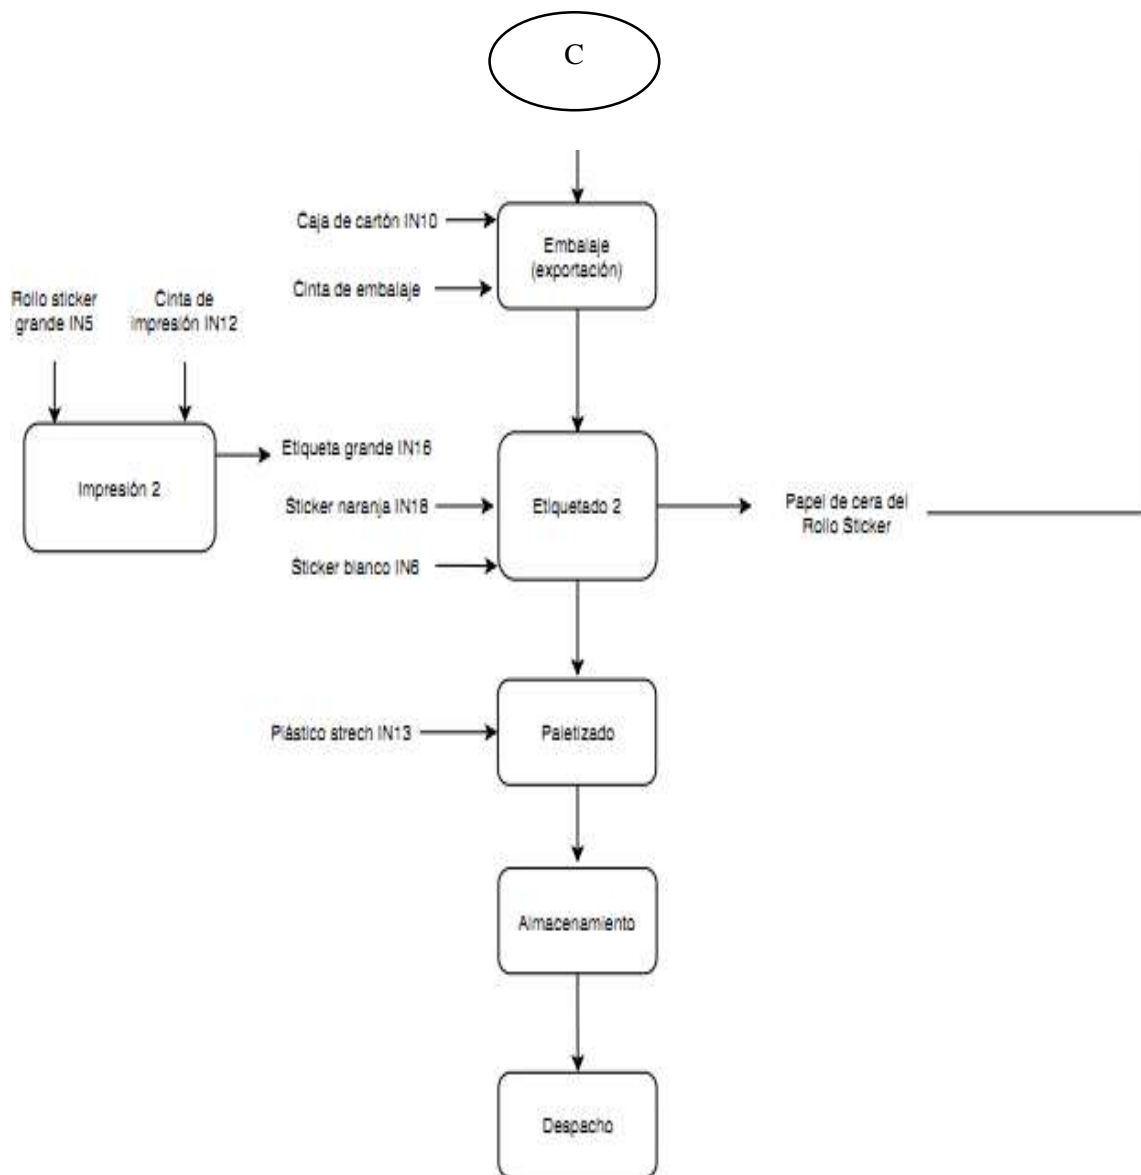 C
Caja de cartón IN10
Embalaje
(exportación)
Cinta de embalaje
Rollo sticker
grande IN5
Cinta de
impresión IN12
Etiqueta grande IN16
Impresión 2
Sticker naranja IN18
Etiquetado 2
Papel de cera del
Rollo Sticker
Sticker blanco IN6
Plástico strech IN13
Paletizado
Almacenamiento
Despacho